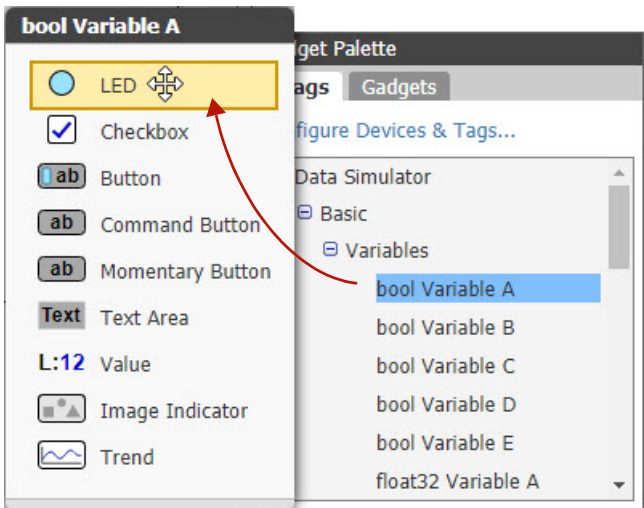 bool Variable A
LED
Checkbox
ab Button
ab Command Button
ab Momentary Button
Text Text Area
L:12 Value
Image Indicator
Trend
get Palette
ags Gadgets
figure Devices & Tags...
Data Simulator
Basic
Variables
bool Variable A
bool Variable B
bool Variable C
bool Variable D
bool Variable E
float32 Variable A